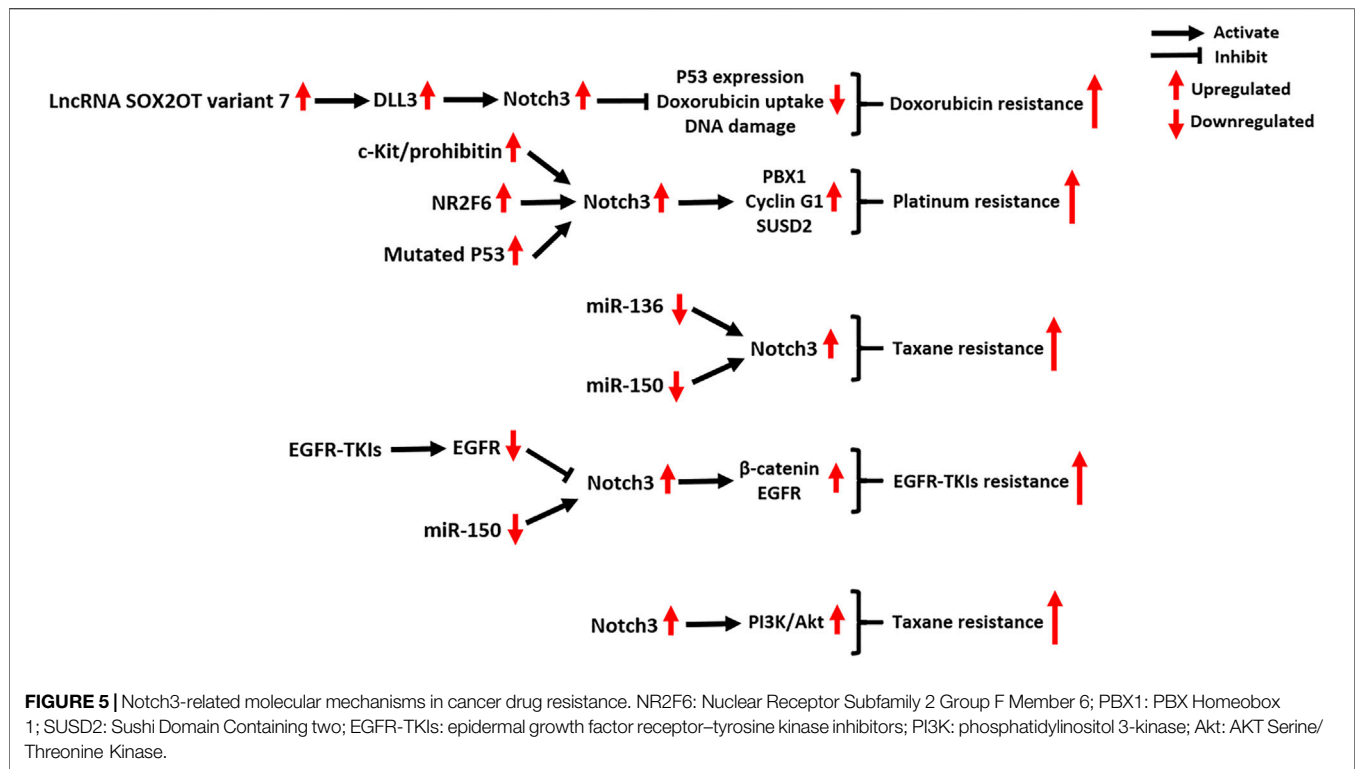 Activate
Inhibit
Upregulated
Downregulated
LncRNA SOX2OT variant 7 DLL3 Notch3 P53 expression
Doxorubicin uptake
DNA damage
Doxorubicin resistance
c-Kit/prohibitin
NR2F6
Mutated P53
Notch3
PBX1
Cyclin G1
SUSD2
Platinum resistance
miR-136
miR-150
Notch3
Taxane resistance
EGFR-TKIs EGFR
miR-150
Notch3
β-catenin
EGFR
EGFR-TKIs resistance
Notch3 PI3K/Akt Taxane resistance
FIGURE 5 | Notch3-related molecular mechanisms in cancer drug resistance. NR2F6: Nuclear Receptor Subfamily 2 Group F Member 6; PBX1: PBX Homeobox
1; SUSD2: Sushi Domain Containing two; EGFR-TKIs: epidermal growth factor receptor–tyrosine kinase inhibitors; PI3K: phosphatidylinositol 3-kinase; Akt: AKT Serine/
Threonine Kinase.